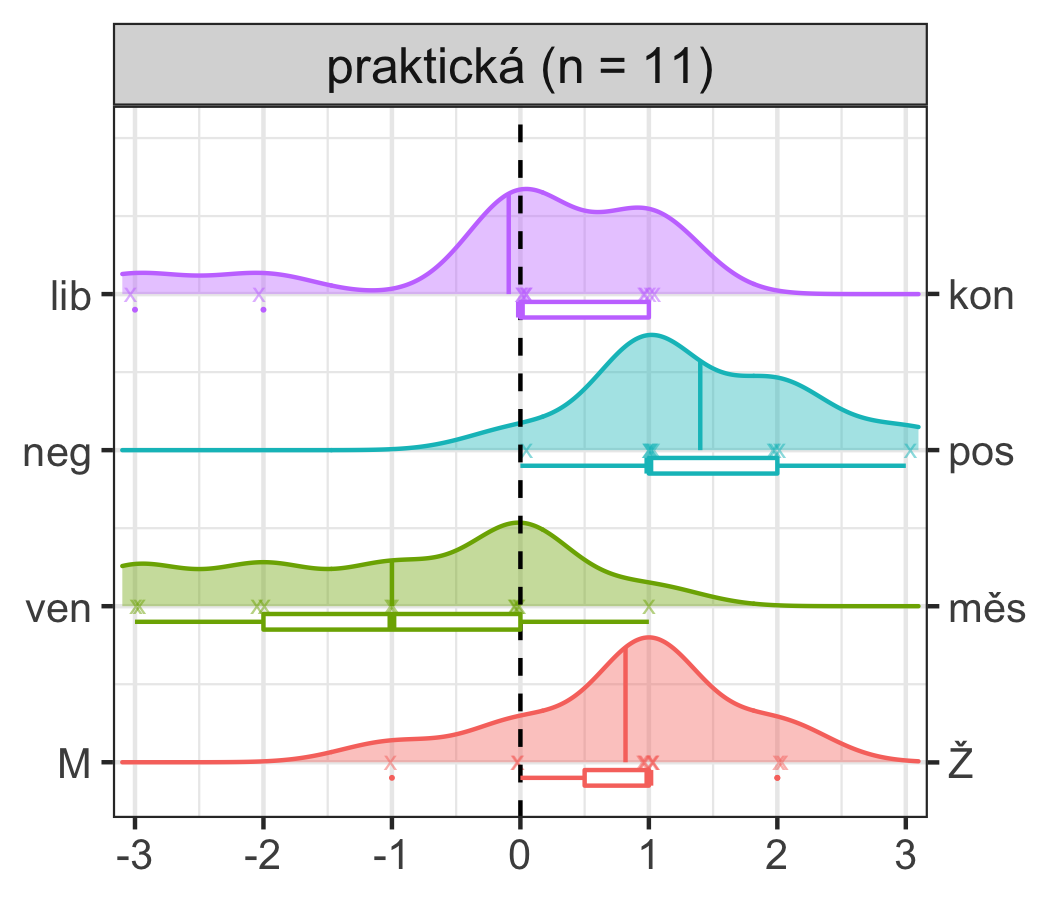 praktická (n = 11)
lib kon
neg pos
ven měs
M Ž
-3 -2 -1 0 1 2 3